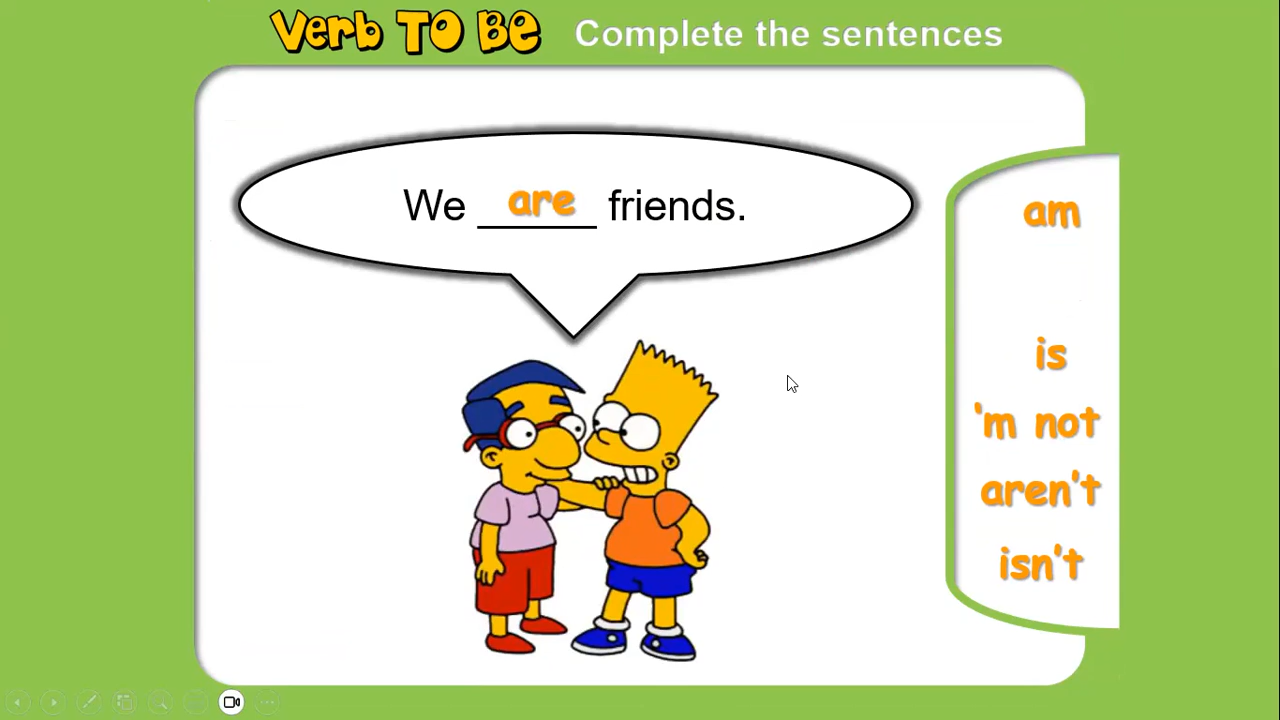 Verb TO BE Complete the sentences
We are friends.
am
is
'm not
aren't
isn't